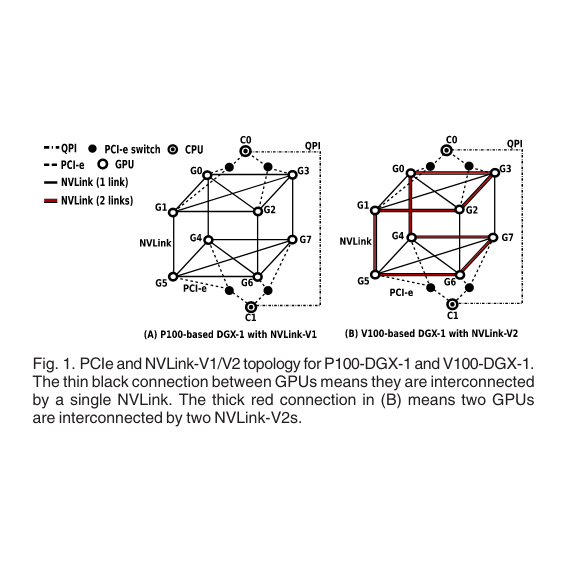 QPI PCI-e switch CPU
PCI-e GPU
NVLink (1 link)
NVLink (2 links)
C0
QPI
G0
G3
G1
G2
NVLink
G4
G7
G5
G6
PCI-e
C1
(A) P100-based DGX-1 with NVLink-V1
C0
QPI
G0
G3
G1
G2
NVLink
G4
G7
G5
G6
PCI-e
C1
(B) V100-based DGX-1 with NVLink-V2
Fig. 1. PCIe and NVLink-V1/V2 topology for P100-DGX-1 and V100-DGX-1.
The thin black connection between GPUs means they are interconnected
by a single NVLink. The thick red connection in (B) means two GPUs
are interconnected by two NVLink-V2s.